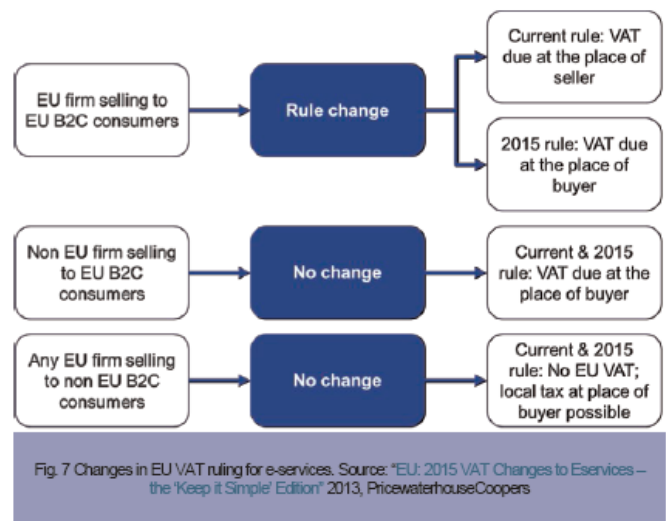 Current rule: VAT
due at the place of
seller
EU firm selling to
EU B2C consumers
Rule change
2015 rule: VAT due
at the place of
buyer
Non EU firm selling
to EU B2C
consumers
No change
Current & 2015
rule: VAT due at the
place of buyer
Any EU firm selling
to non EU B2C
consumers
No change
Current & 2015
rule: No EU VAT;
local tax at place of
buyer possible
Fig. 7 Changes in EU VAT ruling for e-services. Source: "EU: 2015 VAT Changes to Eservices –
the 'Keep it Simple' Edition" 2013, PricewaterhouseCoopers